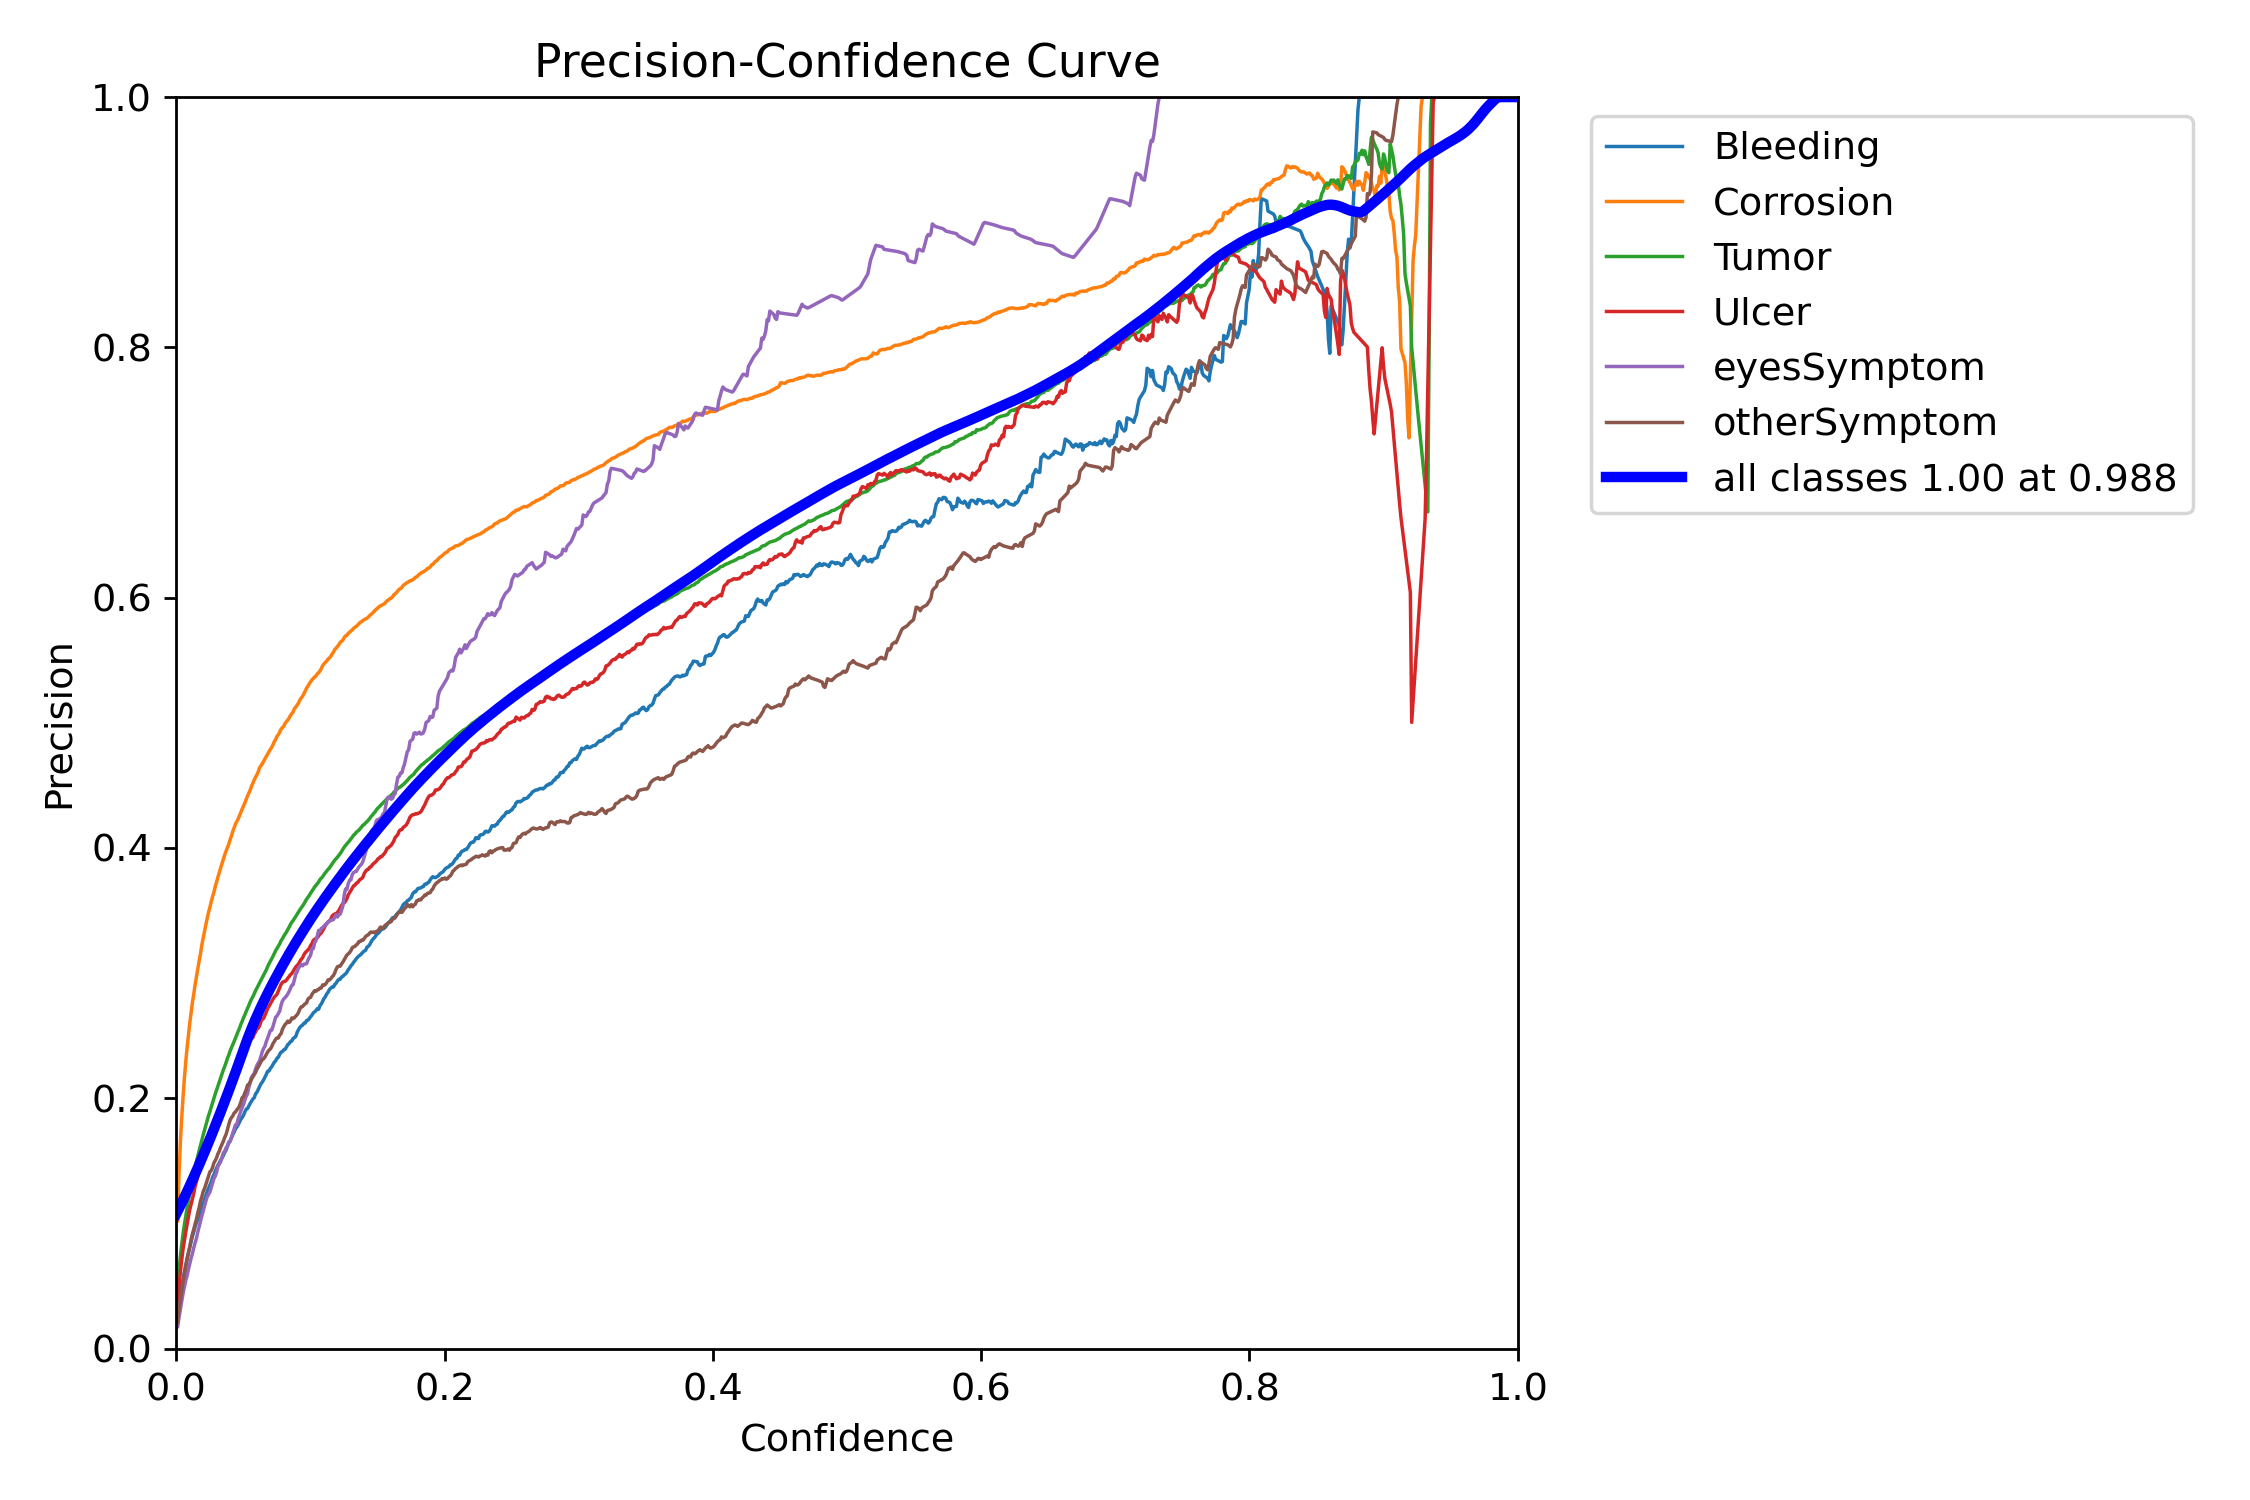 Precision-Confidence Curve
1.0
0.8
0.6
0.4
0.2
0.0
Precision
0.0 0.2 0.4 0.6 0.8 1.0
Confidence
Bleeding
Corrosion
Tumor
Ulcer
eyesSymptom
otherSymptom
all classes 1.00 at 0.988